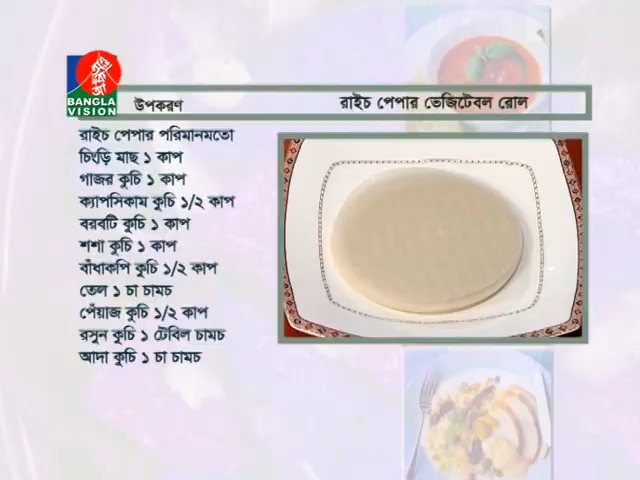 BANGLA
VISION
উপকরণ
রাইচ পেপার ভেজিটেবল রোল
রাইচ পেপার পরিমানমতো
চিংড়ি মাছ ১ কাপ
গাজর কুচি ১ কাপ
ক্যাপসিকাম কুচি ১/২ কাপ
বরবটি কুচি ১ কাপ
শশা কুচি ১ কাপ
বাঁধাকপি কুচি ১/২ কাপ
তেল ১ চা চামচ
পেঁয়াজ কুচি ১/২ কাপ
রসুন কুচি ১ টেবিল চামচ
আদা কুচি ১ চা চামচ